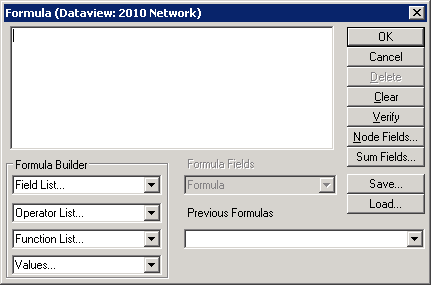 Formula (Dataview: 2010 Network)
OK
Cancel
Delete
Clear
Verify
Node Fields...
Sum Fields...
Save...
Load...
Formula Builder
Field List...
Operator List...
Function List...
Values...
Formula Fields
Formula
Previous Formulas